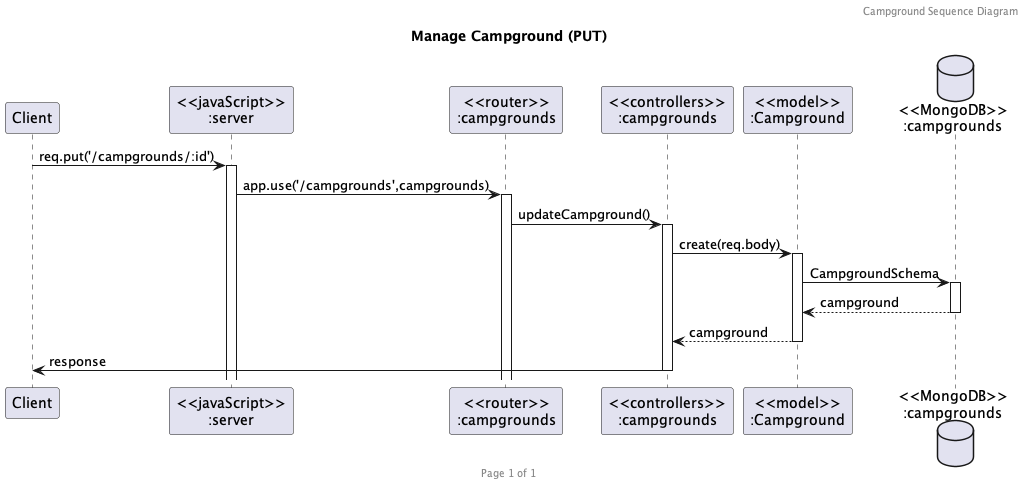 Campground Sequence Diagram
Manage Campground (PUT)
Client
<<javaScript>>
:server
<<router>>
:campgrounds
<<controllers>>
:campgrounds
<<model>>
:Campground
<<MongoDB>>
:campgrounds
req.put('/campgrounds/:id')
app.use('/campgrounds',campgrounds)
updateCampground()
create(req.body)
CampgroundSchema
campground
campground
response
Client
<<javaScript>>
:server
<<router>>
:campgrounds
<<controllers>>
:campgrounds
<<model>>
:Campground
<<MongoDB>>
:campgrounds
Page 1 of 1